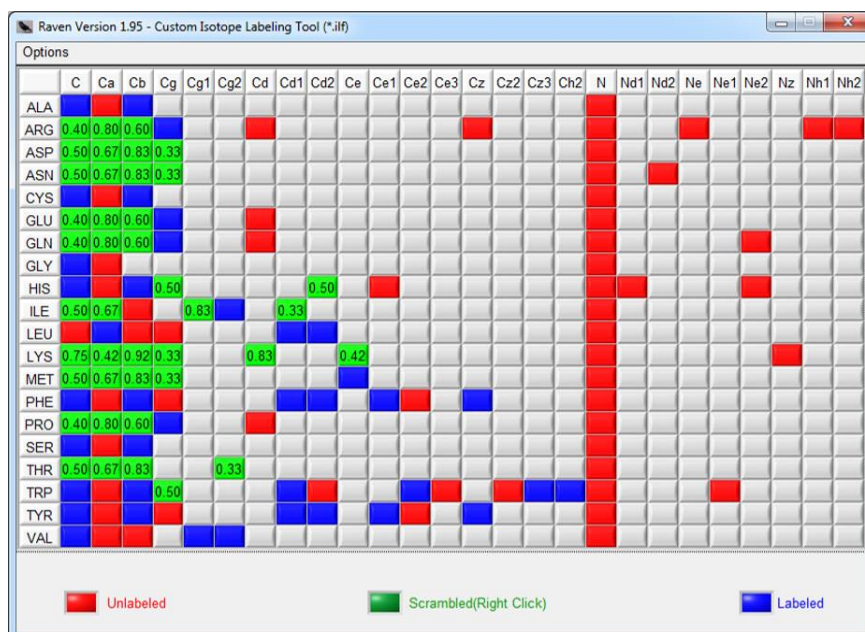 Raven Version 1.95 - Custom Isotope Labeling Tool (*.ilf)
Options
C Ca Cb Cg Cg1 Cg2 Cd Cd1 Cd2 Ce Ce1 Ce2 Ce3 Cz Cz2 Cz3 Ch2 N Nd1 Nd2 Ne Ne1 Ne2 Nz Nh1 Nh2
ALA
ARG 0.40 0.80 0.60
ASP 0.50 0.67 0.83 0.33
ASN 0.50 0.67 0.83 0.33
CYS
GLU 0.40 0.80 0.60
GLN 0.40 0.80 0.60
GLY
HIS 0.50 0.50
ILE 0.50 0.67 0.83 0.33
LEU
LYS 0.75 0.42 0.92 0.33 0.83 0.42
MET 0.50 0.67 0.83 0.33
PHE
PRO 0.40 0.80 0.60
SER
THR 0.50 0.67 0.83 0.33
TRP 0.50
TYR
VAL
Unlabeled Scrambled(Right Click) Labeled